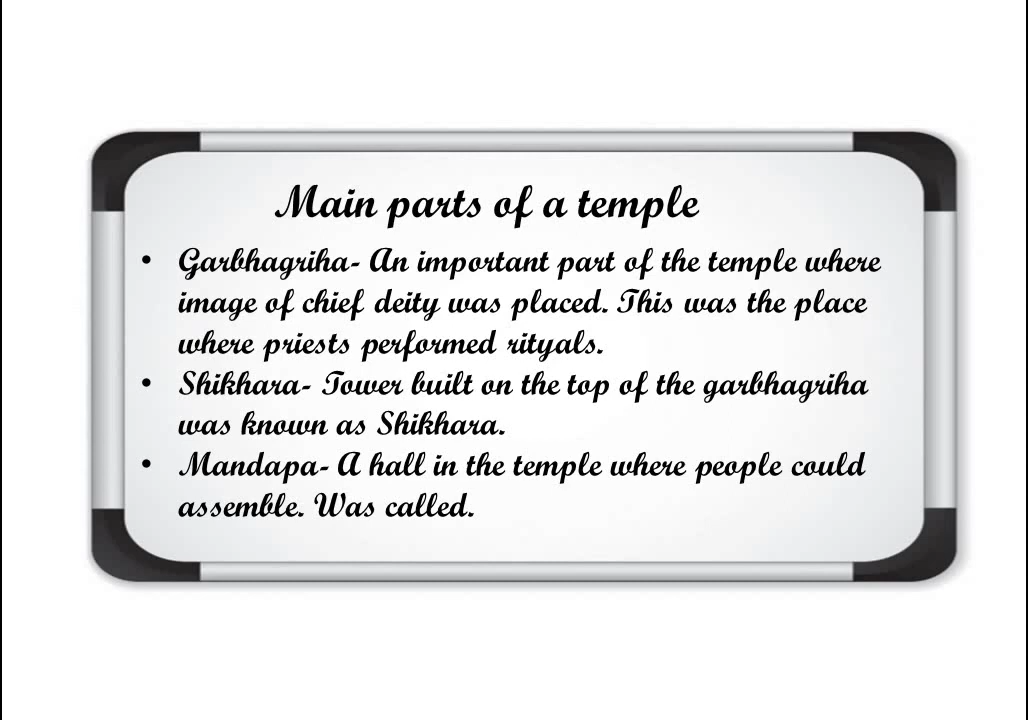 Main parts of a temple
• Garbhagriha- An important part of the temple where
image of chief deity was placed. This was the place
where priests performed rityals.
• Shikhara- Tower built on the top of the garbhagriha
was known as Shikhara.
• Mandapa- A hall in the temple where people could
assemble. Was called.